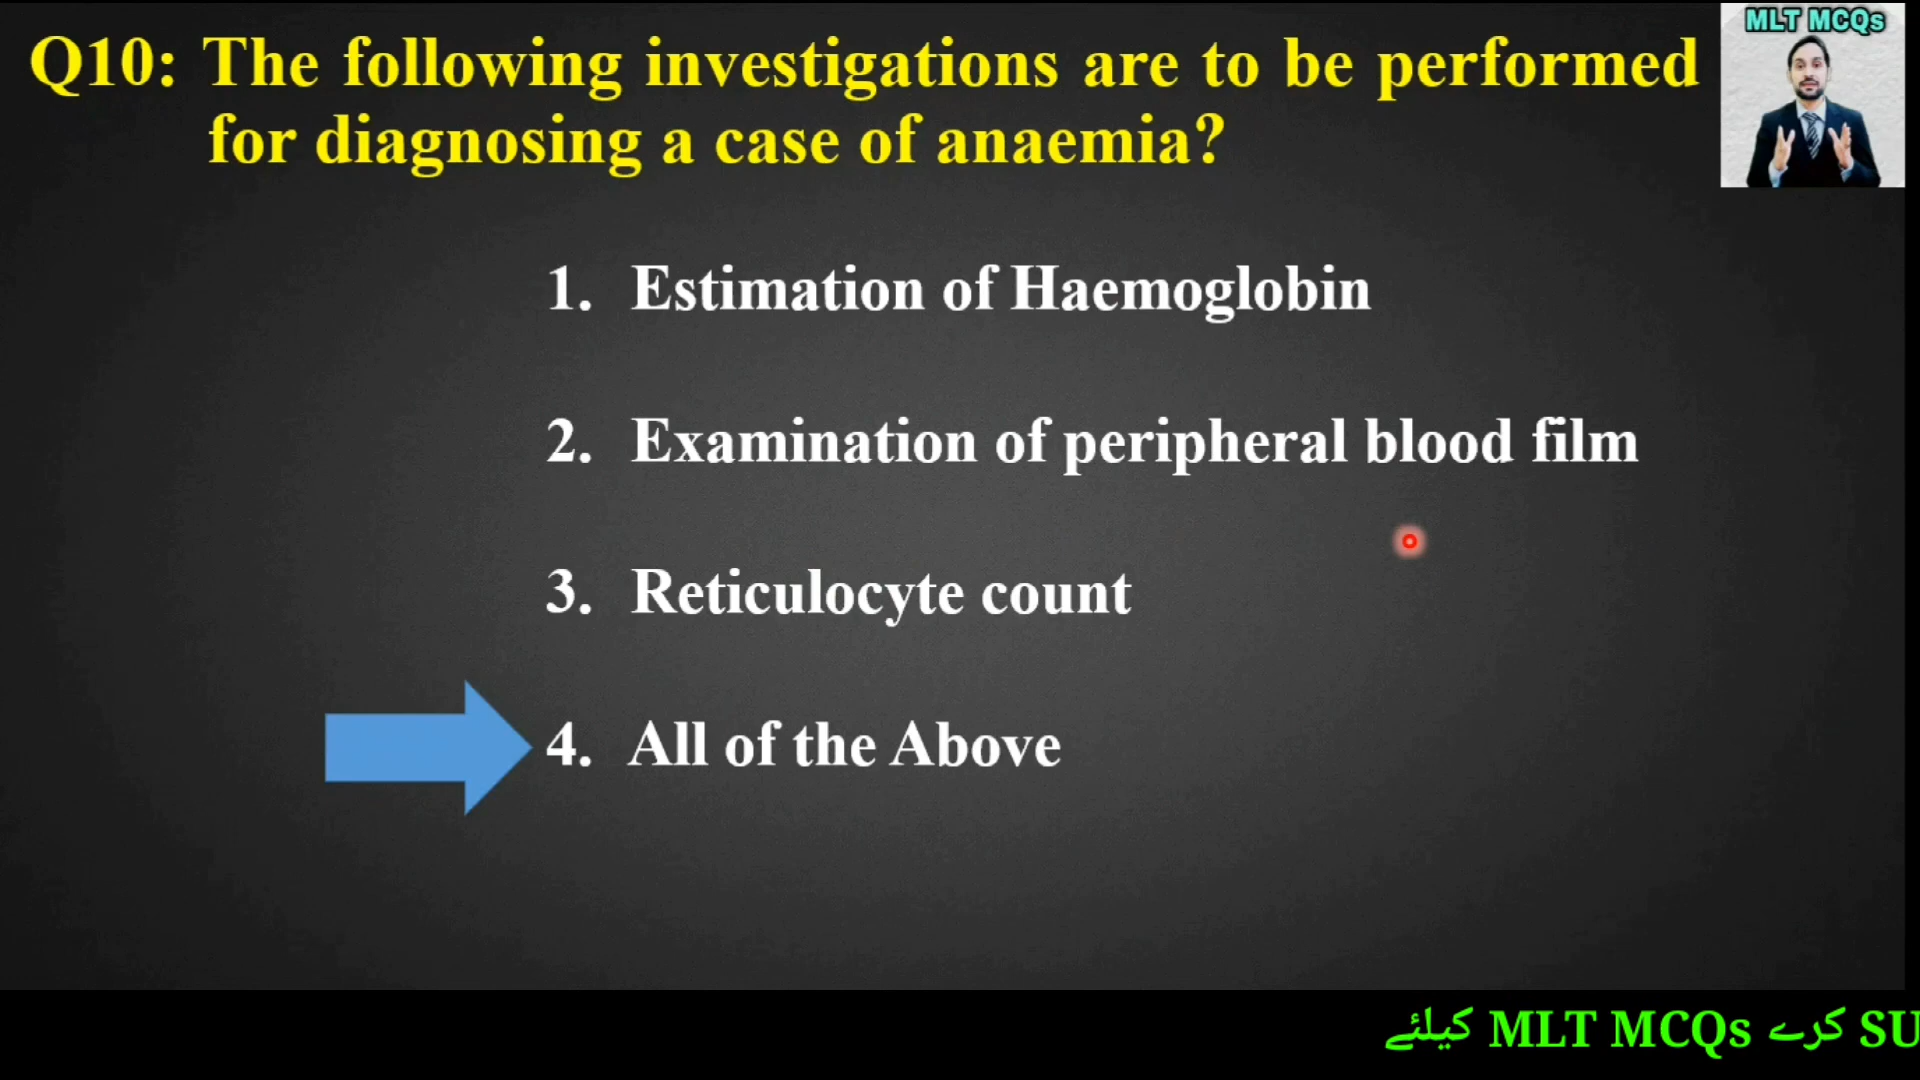 MLT MCQs
Q10: The following investigations are to be performed
for diagnosing a case of anaemia?
1. Estimation of Haemoglobin
2. Examination of peripheral blood film
3. Reticulocyte count
4. All of the Above
کیلئے MLT MCQs کرے SU